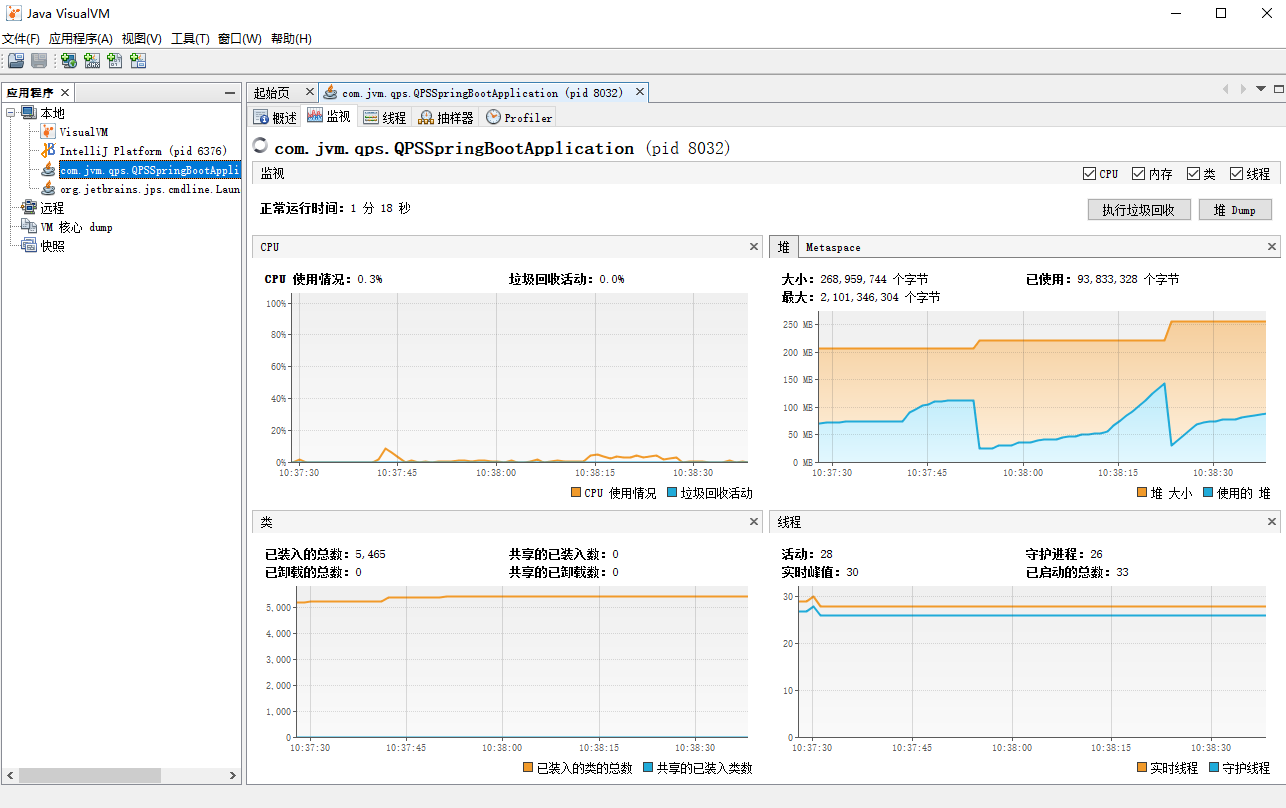 Java VisualVM
文件(F) 应用程序(A) 视图(V) 工具(T) 窗口(W) 帮助(H)
应用程序
本地
VisualVM
IntelliJ Platform (pid 6376)
com.jvm.qps.QPSSpringBootAppli
org.jetbrains.jps.cmdline.Laun
远程
VM 核心 dump
快照
起始页 com.jvm.qps.QPSSpringBootApplication (pid 8032)
概述 监视 线程 抽样器 Profiler
com.jvm.qps.QPSSpringBootApplication (pid 8032)
监视 CPU 内存 类 线程
正常运行时间：1 分 18 秒 执行垃圾回收 堆 Dump
CPU
CPU 使用情况：0.3% 垃圾回收活动：0.0%
100%
80%
60%
40%
20%
0%
10:37:30 10:37:45 10:38:00 10:38:15 10:38:30
CPU 使用情况 垃圾回收活动
堆 Metaspace
大小：268,959,744 个字节 已使用：93,833,328 个字节
最大：2,101,346,304 个字节
250 MB
200 MB
150 MB
100 MB
50 MB
0 MB
10:37:30 10:37:45 10:38:00 10:38:15 10:38:30
堆 大小 使用的 堆
类
已装入的总数：5,465 共享的已装入数：0
已卸载的总数：0 共享的已卸载数：0
5,000
4,000
3,000
2,000
1,000
0
10:37:30 10:37:45 10:38:00 10:38:15 10:38:30
已装入的类的总数 共享的已装入类数
线程
活动：28 守护进程：26
实时峰值：30 已启动的总数：33
30
20
10
0
10:37:30 10:37:45 10:38:00 10:38:15 10:38:30
实时线程 守护线程